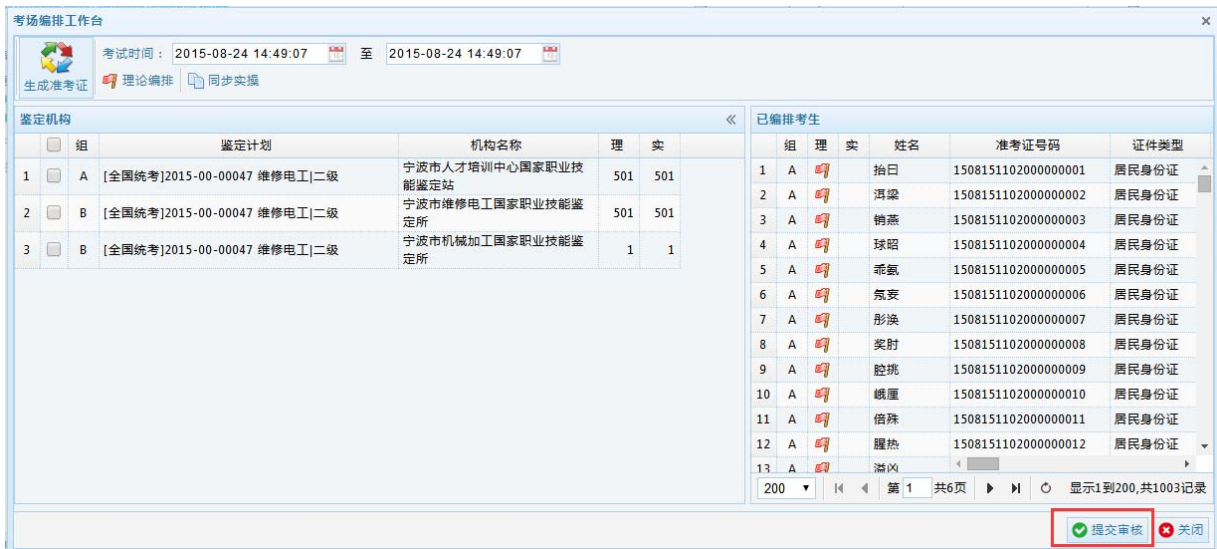 考场编排工作台
考试时间： 2015-08-24 14:49:07 至 2015-08-24 14:49:07
生成准考证 理论编排 同步实操
鉴定机构
组 鉴定计划 机构名称 理 实
1 A [全国统考]2015-00-00047 维修电工|二级 宁波市人才培训中心国家职业技能鉴定站 501 501
2 B [全国统考]2015-00-00047 维修电工|二级 宁波市维修电工国家职业技能鉴定所 501 501
3 B [全国统考]2015-00-00047 维修电工|二级 宁波市机械加工国家职业技能鉴定所 1 1
已编排考生
组 理 实 姓名 准考证号码 证件类型
1 A 抬曰 1508151102000000001 居民身份证
2 A 洱梁 1508151102000000002 居民身份证
3 A 销燕 1508151102000000003 居民身份证
4 A 球昭 1508151102000000004 居民身份证
5 A 乖氨 1508151102000000005 居民身份证
6 A 氖妄 1508151102000000006 居民身份证
7 A 彤涣 1508151102000000007 居民身份证
8 A 奖肘 1508151102000000008 居民身份证
9 A 腔挑 1508151102000000009 居民身份证
10 A 峨厘 1508151102000000010 居民身份证
11 A 倍殊 1508151102000000011 居民身份证
12 A 腥热 1508151102000000012 居民身份证
13 A 溢凶
200 第 1 共6页 显示1到200,共1003记录
提交审核 关闭